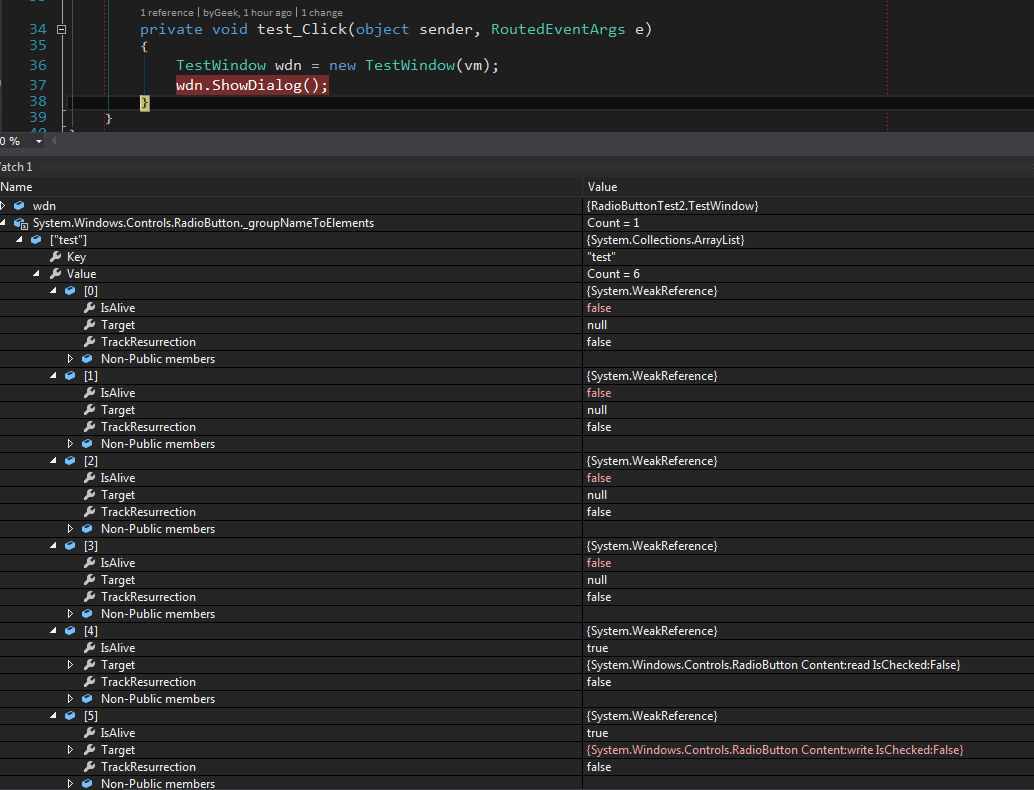 1 reference | byGeek, 1 hour ago | 1 change
34 private void test_Click(object sender, RoutedEventArgs e)
35 {
36 TestWindow wdn = new TestWindow(vm);
37 wdn.ShowDialog();
38 }
39 }
0 %
atch 1
Name Value
wdn {RadioButtonTest2.TestWindow}
System.Windows.Controls.RadioButton._groupNameToElements Count = 1
["test"] {System.Collections.ArrayList}
Key "test"
Value Count = 6
[0] {System.WeakReference}
IsAlive false
Target null
TrackResurrection false
Non-Public members
[1] {System.WeakReference}
IsAlive false
Target null
TrackResurrection false
Non-Public members
[2] {System.WeakReference}
IsAlive false
Target null
TrackResurrection false
Non-Public members
[3] {System.WeakReference}
IsAlive false
Target null
TrackResurrection false
Non-Public members
[4] {System.WeakReference}
IsAlive true
Target {System.Windows.Controls.RadioButton Content:read IsChecked:False}
TrackResurrection false
Non-Public members
[5] {System.WeakReference}
IsAlive true
Target {System.Windows.Controls.RadioButton Content:write IsChecked:False}
TrackResurrection false
Non-Public members